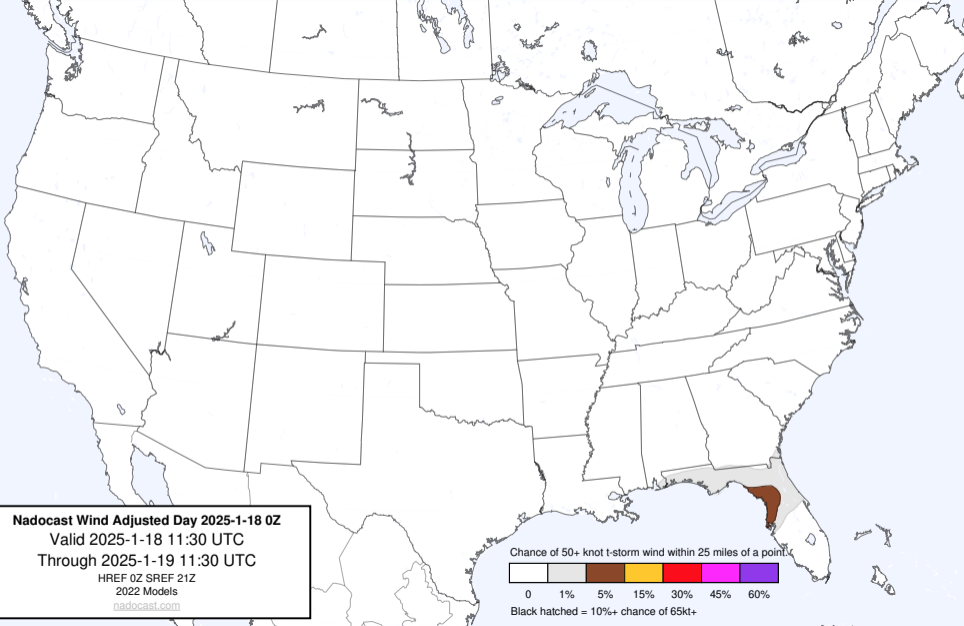 Nadocast Wind Adjusted Day 2025-1-18 0Z
Valid 2025-1-18 11:30 UTC
Through 2025-1-19 11:30 UTC
HREF 0Z SREF 21Z
2022 Models
nadocast.com
Chance of 50+ knot t-storm wind within 25 miles of a point.
0 1% 5% 15% 30% 45% 60%
Black hatched = 10%+ chance of 65kt+